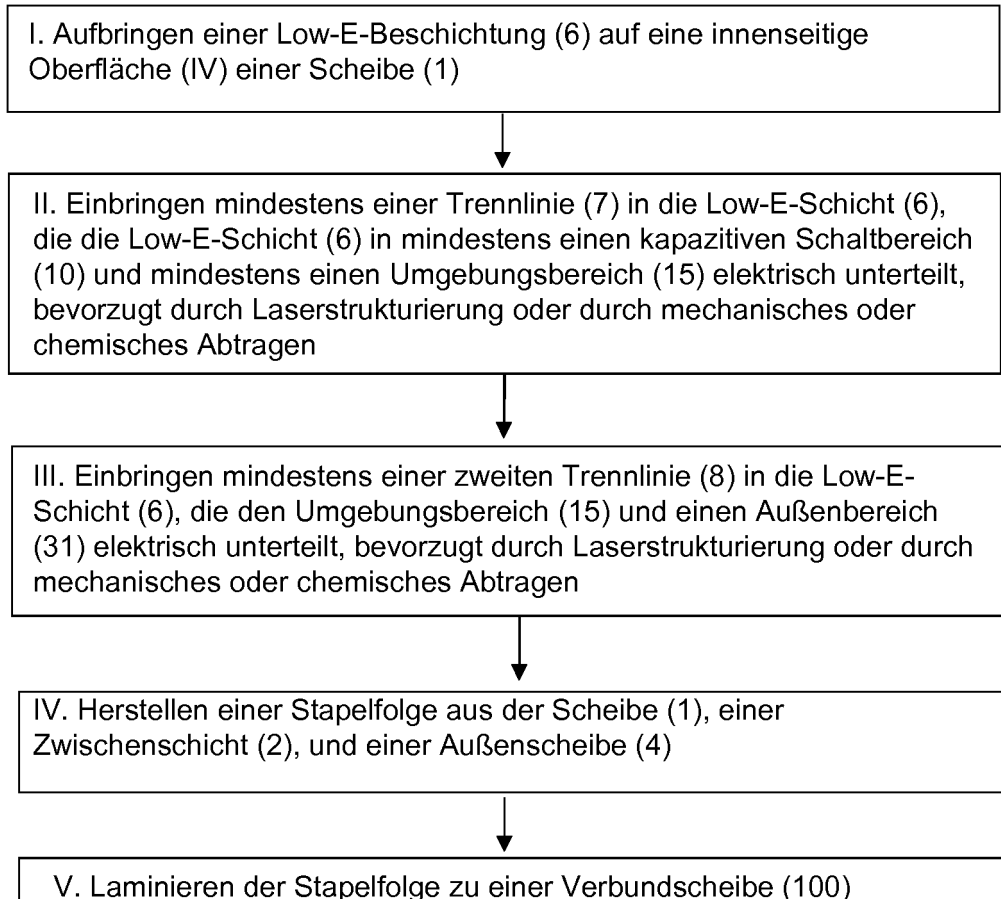 I. Aufbringen einer Low-E-Beschichtung (6) auf eine innenseitige
Oberfläche (IV) einer Scheibe (1)
II. Einbringen mindestens einer Trennlinie (7) in die Low-E-Schicht (6),
die die Low-E-Schicht (6) in mindestens einen kapazitiven Schaltbereich
(10) und mindestens einen Umgebungsbereich (15) elektrisch unterteilt,
bevorzugt durch Laserstrukturierung oder durch mechanisches oder
chemisches Abtragen
III. Einbringen mindestens einer zweiten Trennlinie (8) in die Low-E-
Schicht (6), die den Umgebungsbereich (15) und einen Außenbereich
(31) elektrisch unterteilt, bevorzugt durch Laserstrukturierung oder durch
mechanisches oder chemisches Abtragen
IV. Herstellen einer Stapelfolge aus der Scheibe (1), einer
Zwischenschicht (2), und einer Außenscheibe (4)
V. Laminieren der Stapelfolge zu einer Verbundscheibe (100)